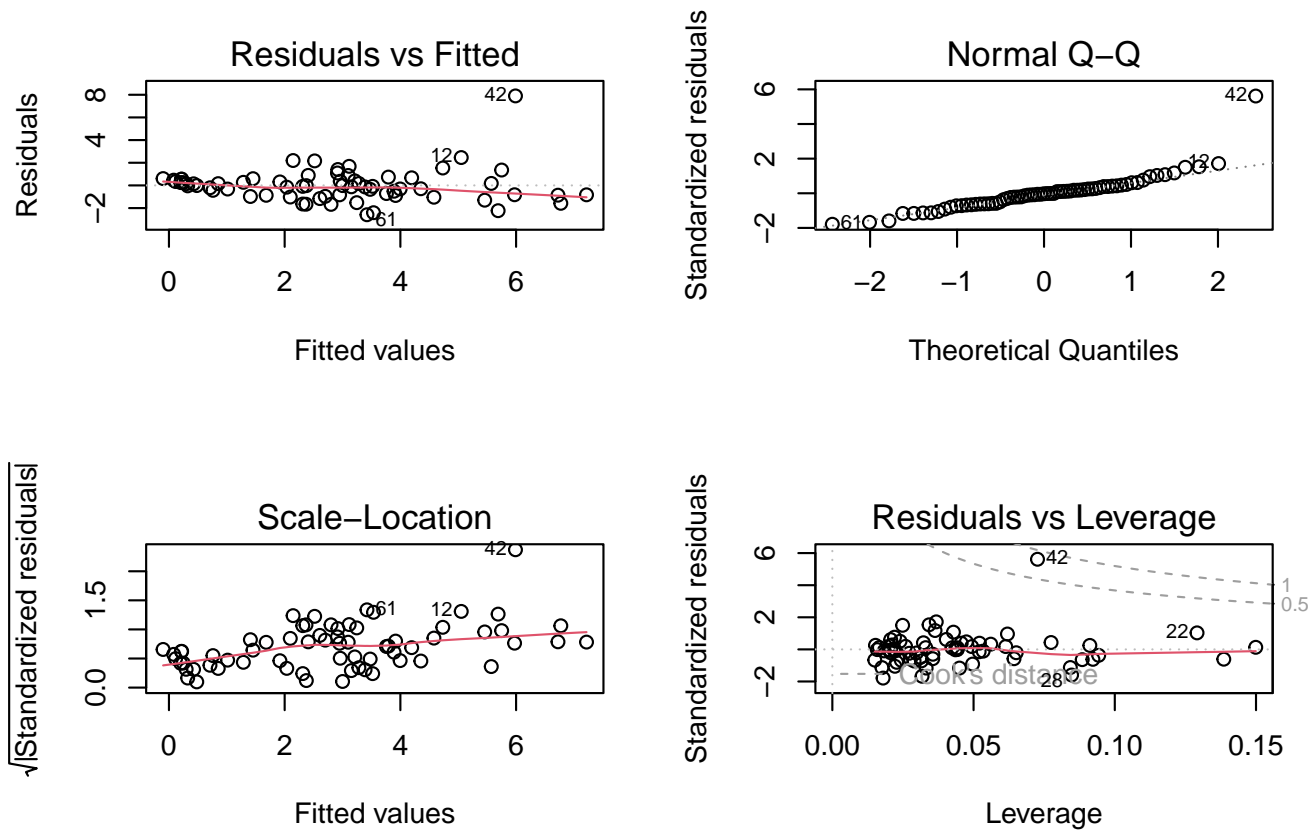 Residuals vs Fitted
Residuals
8
4
−2
42
12
61
0 2 4 6
Fitted values
Normal Q−Q
Standardized residuals
6
2
−2
42
12
61
−2 −1 0 1 2
Theoretical Quantiles
Scale−Location
√|Standardized residuals|
1.5
0.0
42
61
12
0 2 4 6
Fitted values
Residuals vs Leverage
Standardized residuals
6
2
−2
42
22
28
Cook's distance
1
0.5
0.00 0.05 0.10 0.15
Leverage